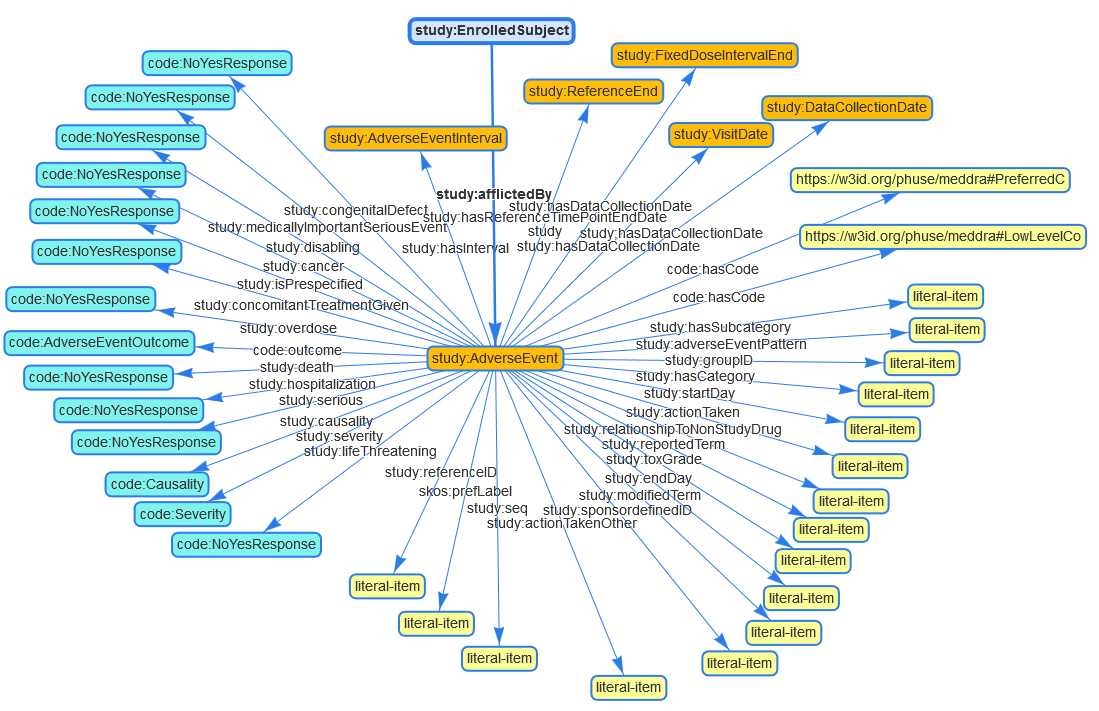 study:EnrolledSubject
study:FixedDoseIntervalEnd
code:NoYesResponse
study:ReferenceEnd
code:NoYesResponse
study:DataCollectionDate
study:VisitDate
code:NoYesResponse
study:AdverseEventInterval
code:NoYesResponse
https://w3id.org/phuse/meddra#PreferredC
study:afflictedBy
code:NoYesResponse
study:congenitalDefect
study:hasDataCollectionDate
study:hasReferenceTimePointEndDate
study:medicallyImportantSeriousEvent
study
study:hasDataCollectionDate
https://w3id.org/phuse/meddra#LowLevelCo
code:NoYesResponse
study:disabling
study:hasInterval
study:hasDataCollectionDate
study:cancer
code:hasCode
study:isPrespecified
code:NoYesResponse
code:hasCode
literal-item
study:concomitantTreatmentGiven
study:overdose
study:hasSubcategory
literal-item
code:AdverseEventOutcome
code:outcome
study:adverseEventPattern
study:AdverseEvent
study:groupID
literal-item
study:death
code:NoYesResponse
study:hasCategory
study:hospitalization
study:startDay
literal-item
study:serious
code:NoYesResponse
study:actionTaken
study:causality
study:relationshipToNonStudyDrug
literal-item
study:severity
code:NoYesResponse
study:reportedTerm
study:lifeThreatening
study:toxGrade
literal-item
study:referenceID
study:endDay
code:Causality
skos:prefLabel
study:modifiedTerm
literal-item
study:seq
study:sponsordefinedID
code:Severity
study:actionTakenOther
literal-item
code:NoYesResponse
literal-item
literal-item
literal-item
literal-item
literal-item
literal-item
literal-item
literal-item